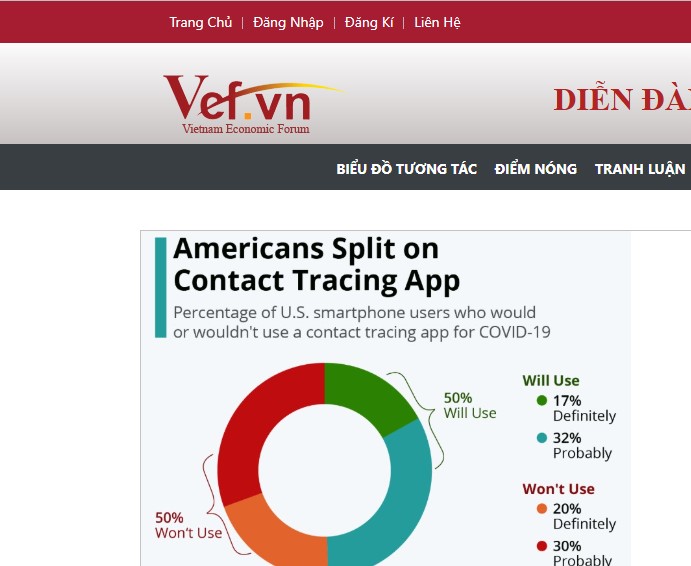 Trang Chủ | Đăng Nhập | Đăng Kí | Liên Hệ
Vef.vn
Vietnam Economic Forum
DIỄN ĐÀ
BIỂU ĐỒ TƯƠNG TÁC ĐIỂM NÓNG TRANH LUẬN
Americans Split on
Contact Tracing App
Percentage of U.S. smartphone users who would
or wouldn't use a contact tracing app for COVID-19
50%
Will Use
50%
Won't Use
Will Use
17%
Definitely
32%
Probably
Won't Use
20%
Definitely
30%
Probably